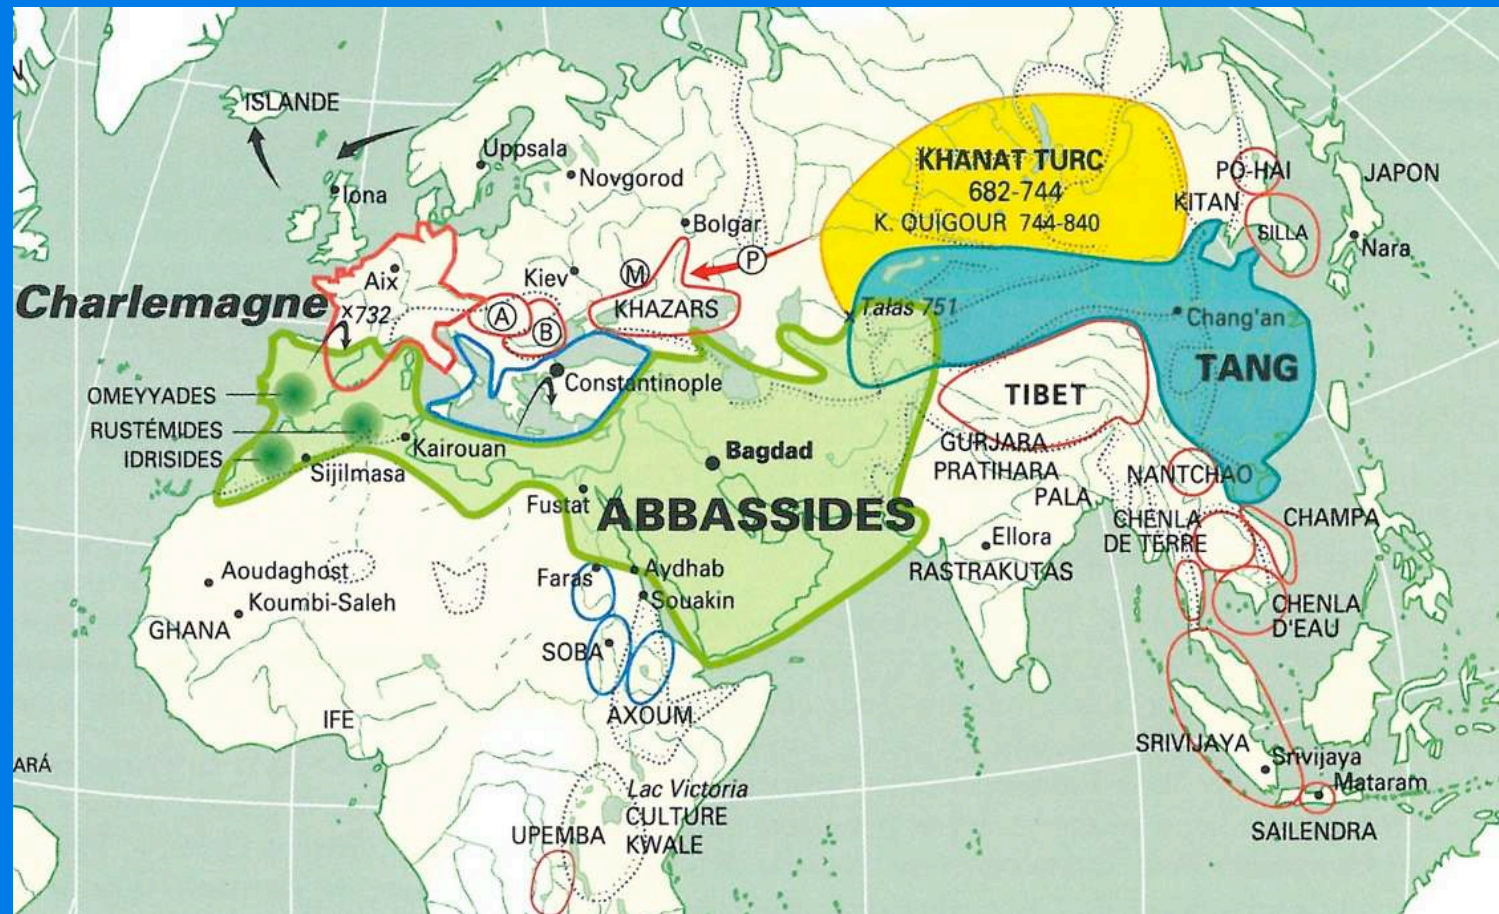 N
ISLANDE
Uppsala
Iona
Novgorod
Bolgar
KHANAT TURC
682-744
K. QUÏGOUR 744-840
PO-HAI
JAPON
KITAN
SILLA
Nara
Charlemagne
Aix
x732
Kiev
M
P
A
B
KHAZARS
x Talas 751
Chang'an
TANG
Constantinople
TIBET
OMEYYADES
RUSTÉMIDES
IDRISIDES
Kairouan
Sijilmasa
Bagdad
Fustat
ABBASSIDES
GURJARA
PRATIHARA
PALA
NANTCHAO
CHENLA
DE TERRE
CHAMPA
Ellora
RASTRAKUTAS
Faras
Aydhab
Souakin
Aoudaghost
Koumbi-Saleh
GHANA
SOBA
AXOUM
CHENLA
D'EAU
IFE
ARÁ
SRIVIJAYA
Srivijaya
Mataram
SAILENDRA
Lac Victoria
CULTURE
KWALE
UPEMBA